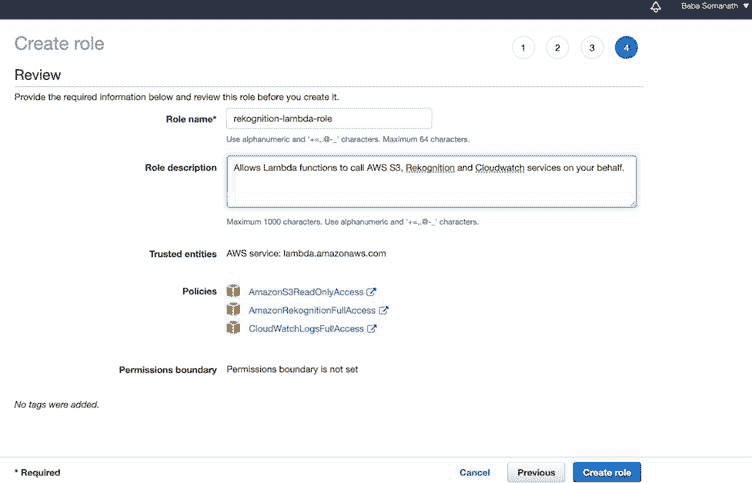 Baba Somanath
Create role
1 2 3 4
Review
Provide the required information below and review this role before you create it.
Role name* rekognition-lambda-role
Use alphanumeric and '+=,.@-_' characters. Maximum 64 characters.
Role description Allows Lambda functions to call AWS S3, Rekognition and Cloudwatch services on your behalf.
Maximum 1000 characters. Use alphanumeric and '+=,.@-_' characters.
Trusted entities AWS service: lambda.amazonaws.com
Policies AmazonS3ReadOnlyAccess
AmazonRekognitionFullAccess
CloudWatchLogsFullAccess
Permissions boundary Permissions boundary is not set
No tags were added.
* Required Cancel Previous Create role